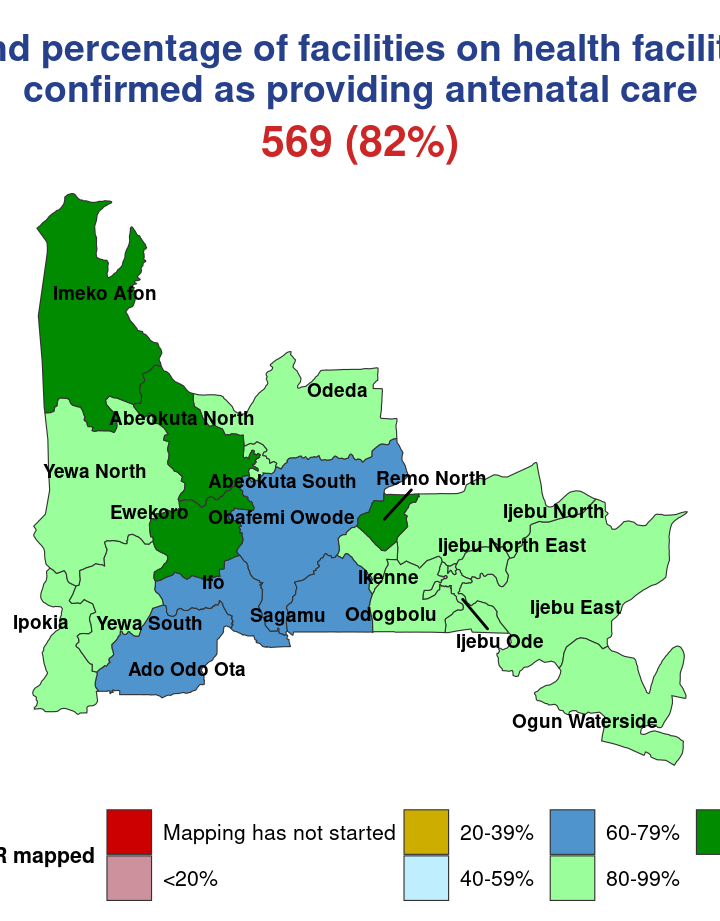 percentage of facilities on health
confirmed as providing antenatal care
569 (82%)
Imeko Afon
Odeda
Abeokuta North
Yewa North
Abeokuta South
Remo North
Ewekoro
Obafemi Owode
Ijebu North
Ijebu North East
Ifo
Ikenne
Ipokia
Yewa South
Sagamu
Odogbolu
Ijebu East
Ijebu Ode
Ado Odo Ota
Ogun Waterside
mapped
Mapping has not started
20-39%
60-79%
<20%
40-59%
80-99%